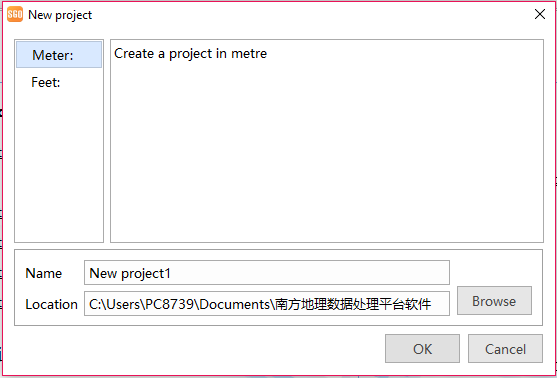 SGO
New project
Meter:
Feet:
Create a project in metre
Name
New project1
Location
C:\Users\PC8739\Documents\南方地理数据处理平台软件
Browse
OK
Cancel